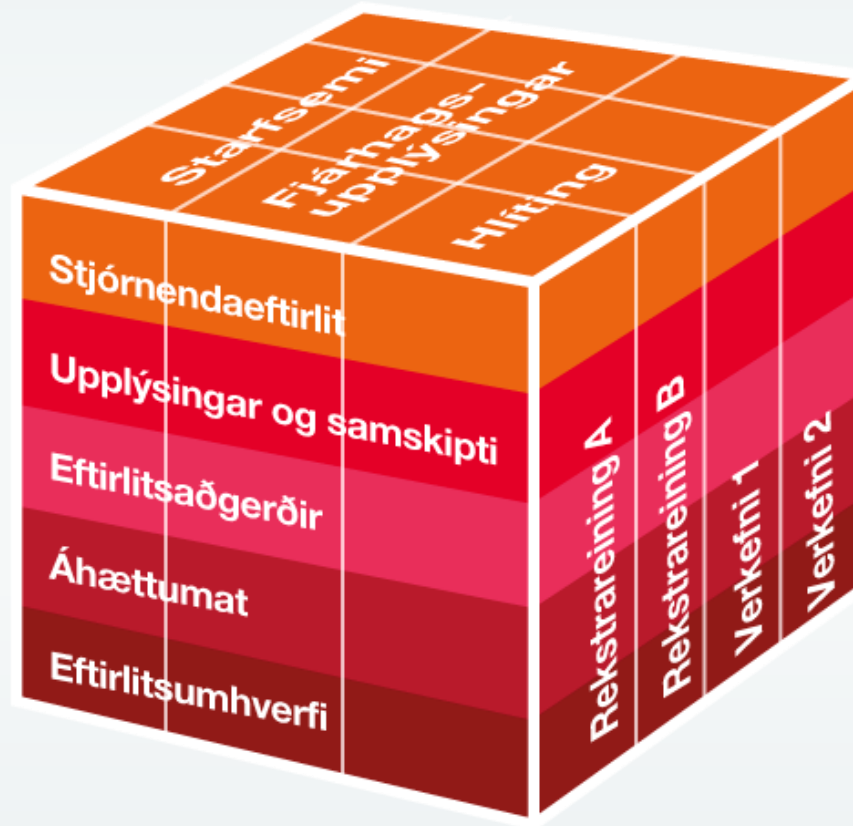 Starfsemi
Fjárhags-
upplýsingar
Hlíting
Stjórnendaeftirlit
Upplýsingar og samskipti
Eftirlitsaðgerðir
Áhættumat
Eftirlitsumhverfi
Rekstrareining A
Rekstrareining B
Verkefni 1
Verkefni 2